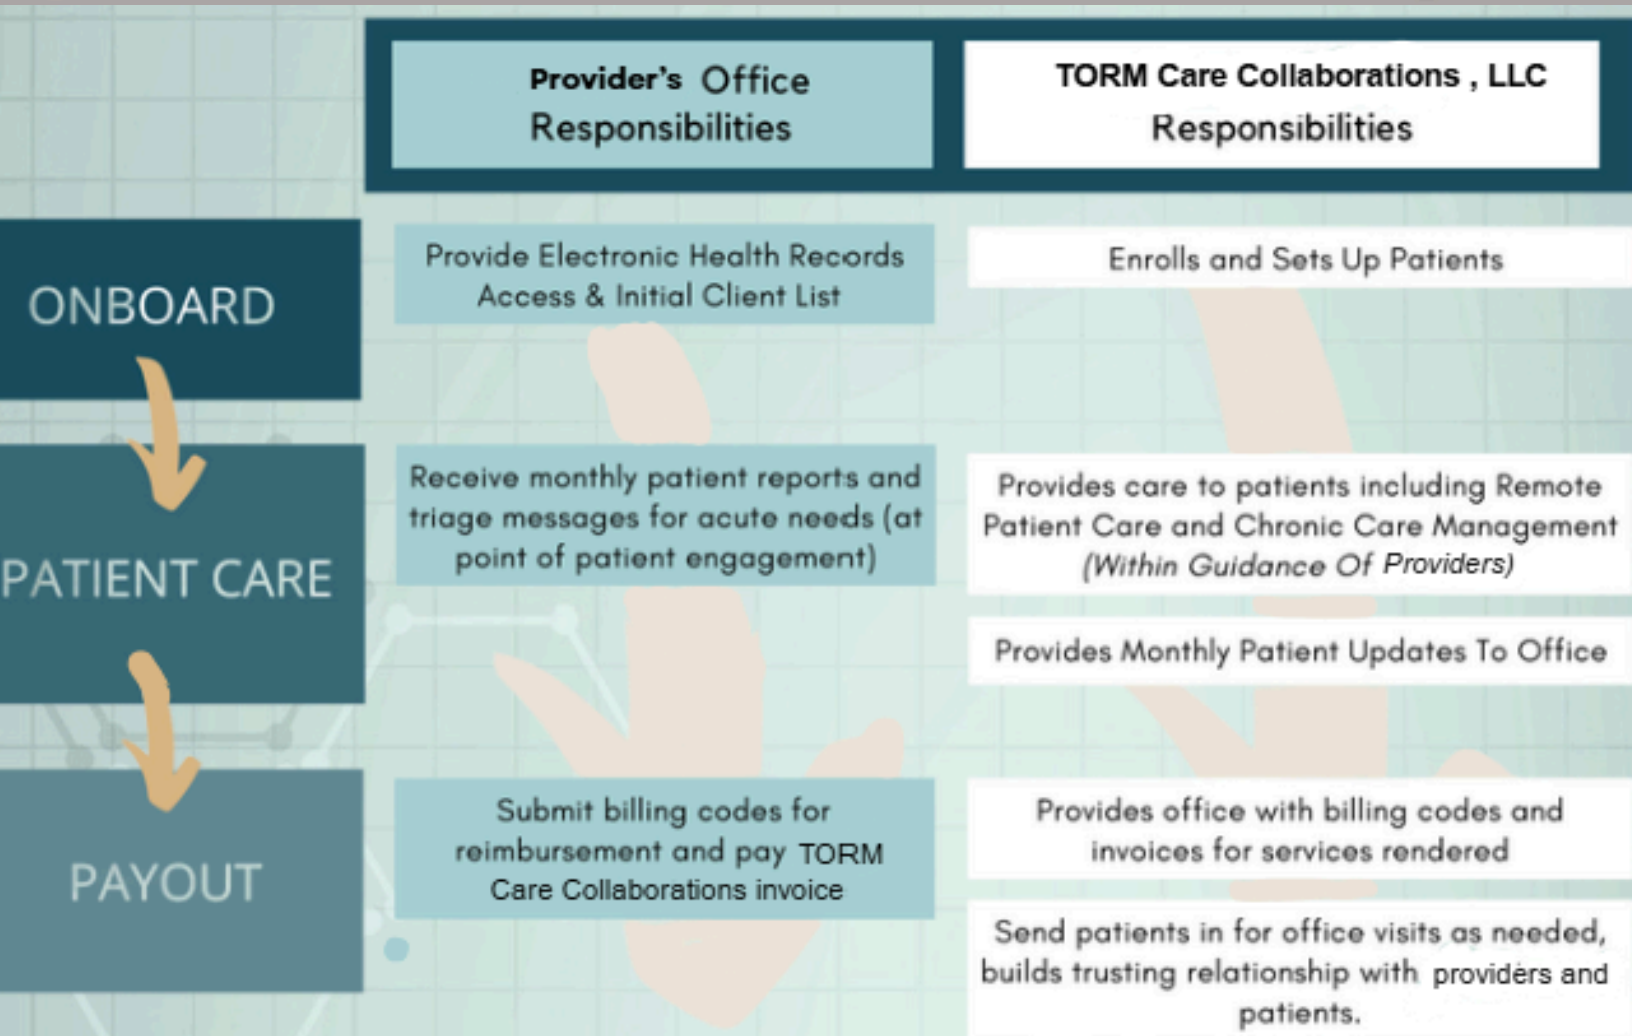 Provider's Office
Responsibilities
TORM Care Collaborations , LLC
Responsibilities
ONBOARD
Provide Electronic Health Records
Access & Initial Client List
Enrolls and Sets Up Patients
PATIENT CARE
Receive monthly patient reports and
triage messages for acute needs (at
point of patient engagement)
Provides care to patients including Remote
Patient Care and Chronic Care Management
(Within Guidance Of Providers)
Provides Monthly Patient Updates To Office
PAYOUT
Submit billing codes for
reimbursement and pay TORM
Care Collaborations invoice
Provides office with billing codes and
invoices for services rendered
Send patients in for office visits as needed,
builds trusting relationship with providers and
patients.